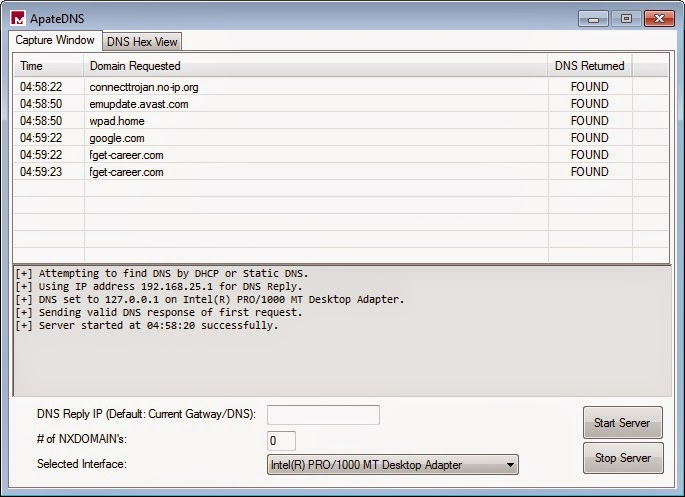 ApateDNS
Capture Window DNS Hex View
Time Domain Requested DNS Returned
04:58:22 connecttrojan.no-ip.org FOUND
04:58:50 emupdate.avast.com FOUND
04:58:50 wpad.home FOUND
04:59:22 google.com FOUND
04:59:22 fget-career.com FOUND
04:59:23 fget-career.com FOUND
[+] Attempting to find DNS by DHCP or Static DNS.
[+] Using IP address 192.168.25.1 for DNS Reply.
[+] DNS set to 127.0.0.1 on Intel(R) PRO/1000 MT Desktop Adapter.
[+] Sending valid DNS response of first request.
[+] Server started at 04:58:20 successfully.
DNS Reply IP (Default: Current Gatway/DNS):
Start Server
# of NXDOMAIN's: 0
Stop Server
Selected Interface: Intel(R) PRO/1000 MT Desktop Adapter